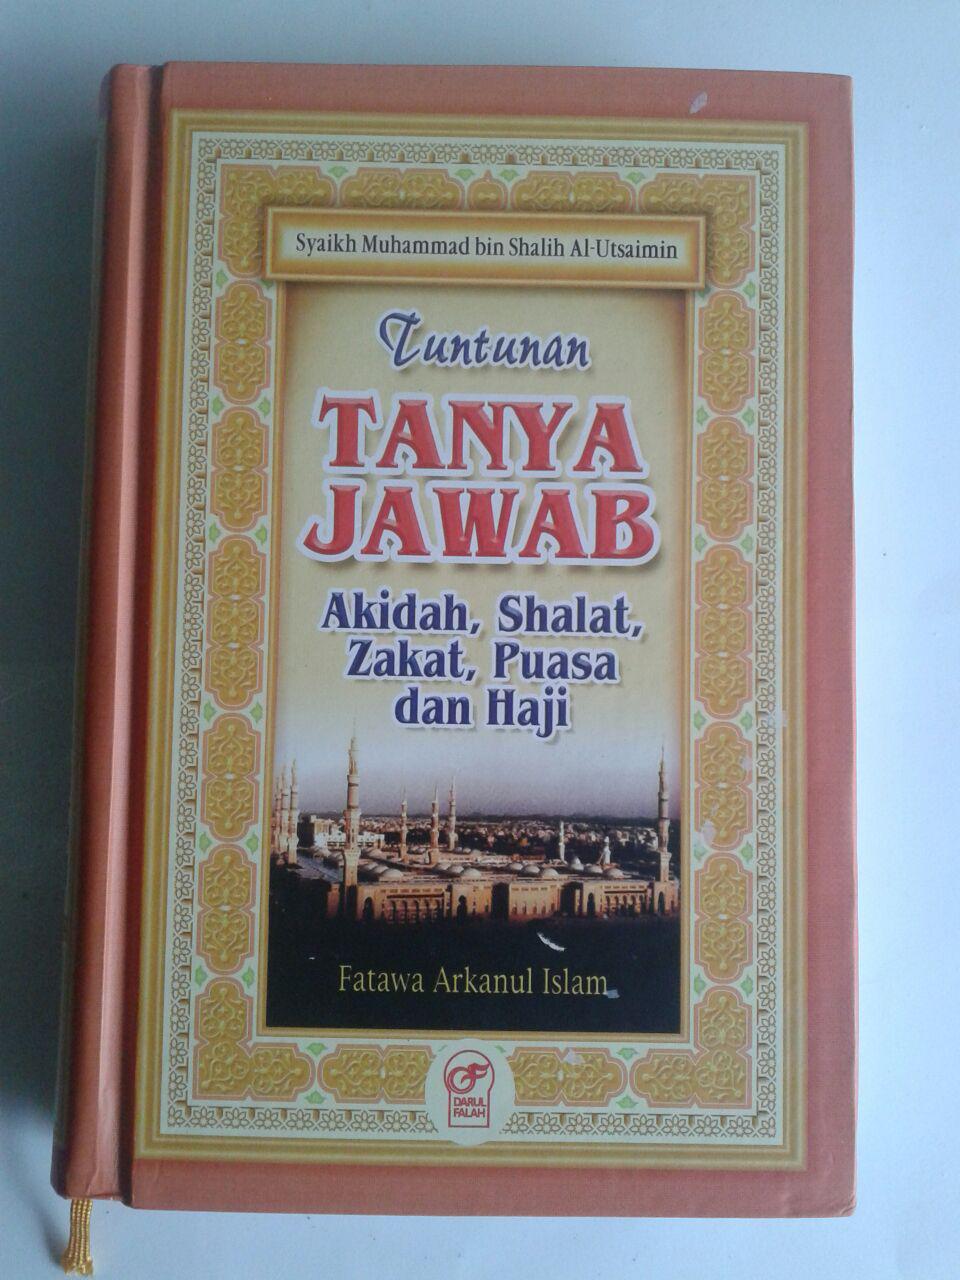 Syaikh Muhammad bin Shalih Al-Utsaimin
Tuntunan
TANYA
JAWAB
Akidah, Shalat,
Zakat, Puasa
dan Haji
Fatawa Arkanul Islam
DARUL
FALAH